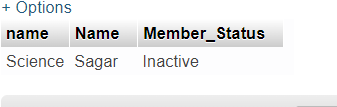 + Options
name Name Member_Status
Science Sagar Inactive